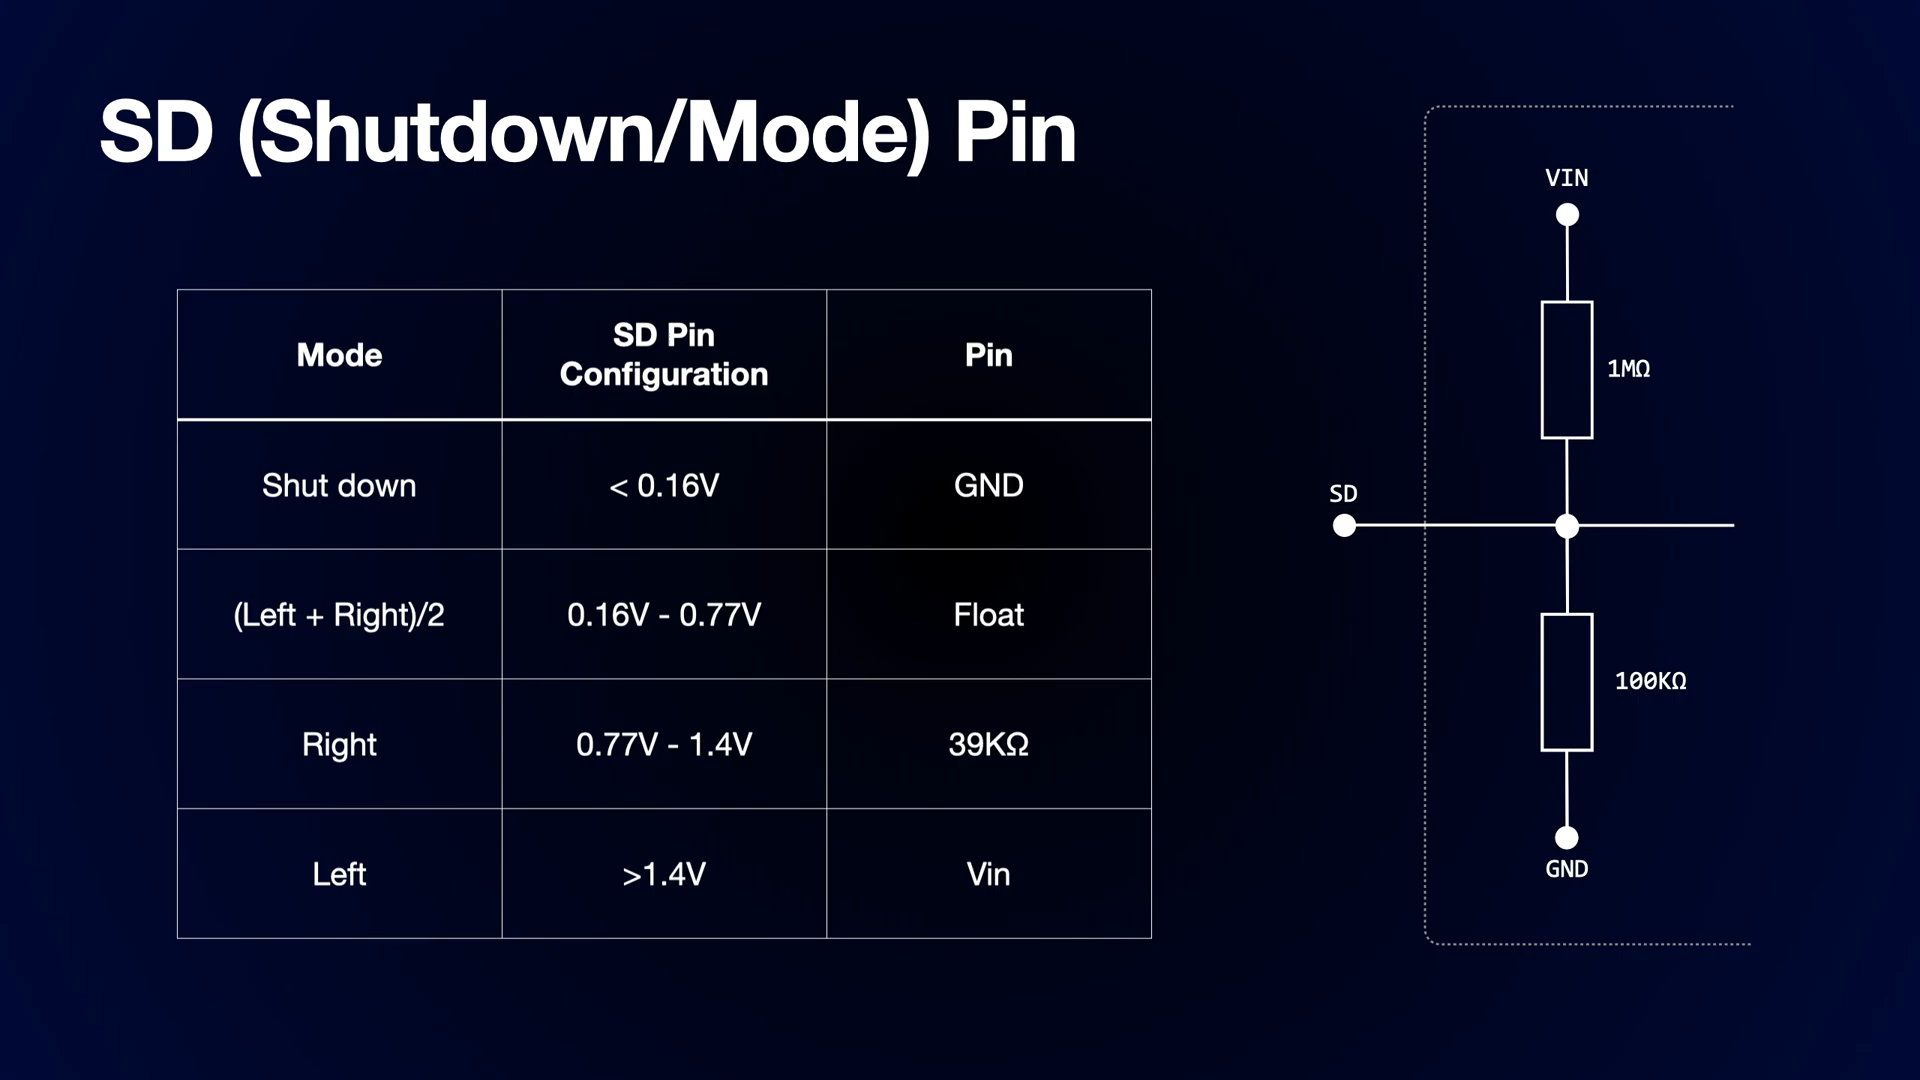 SD (Shutdown/Mode) Pin
Mode
SD Pin
Configuration
Pin
Shut down
< 0.16V
GND
(Left + Right)/2
0.16V - 0.77V
Float
Right
0.77V - 1.4V
39KΩ
Left
>1.4V
Vin
VIN
1MΩ
SD
100KΩ
GND